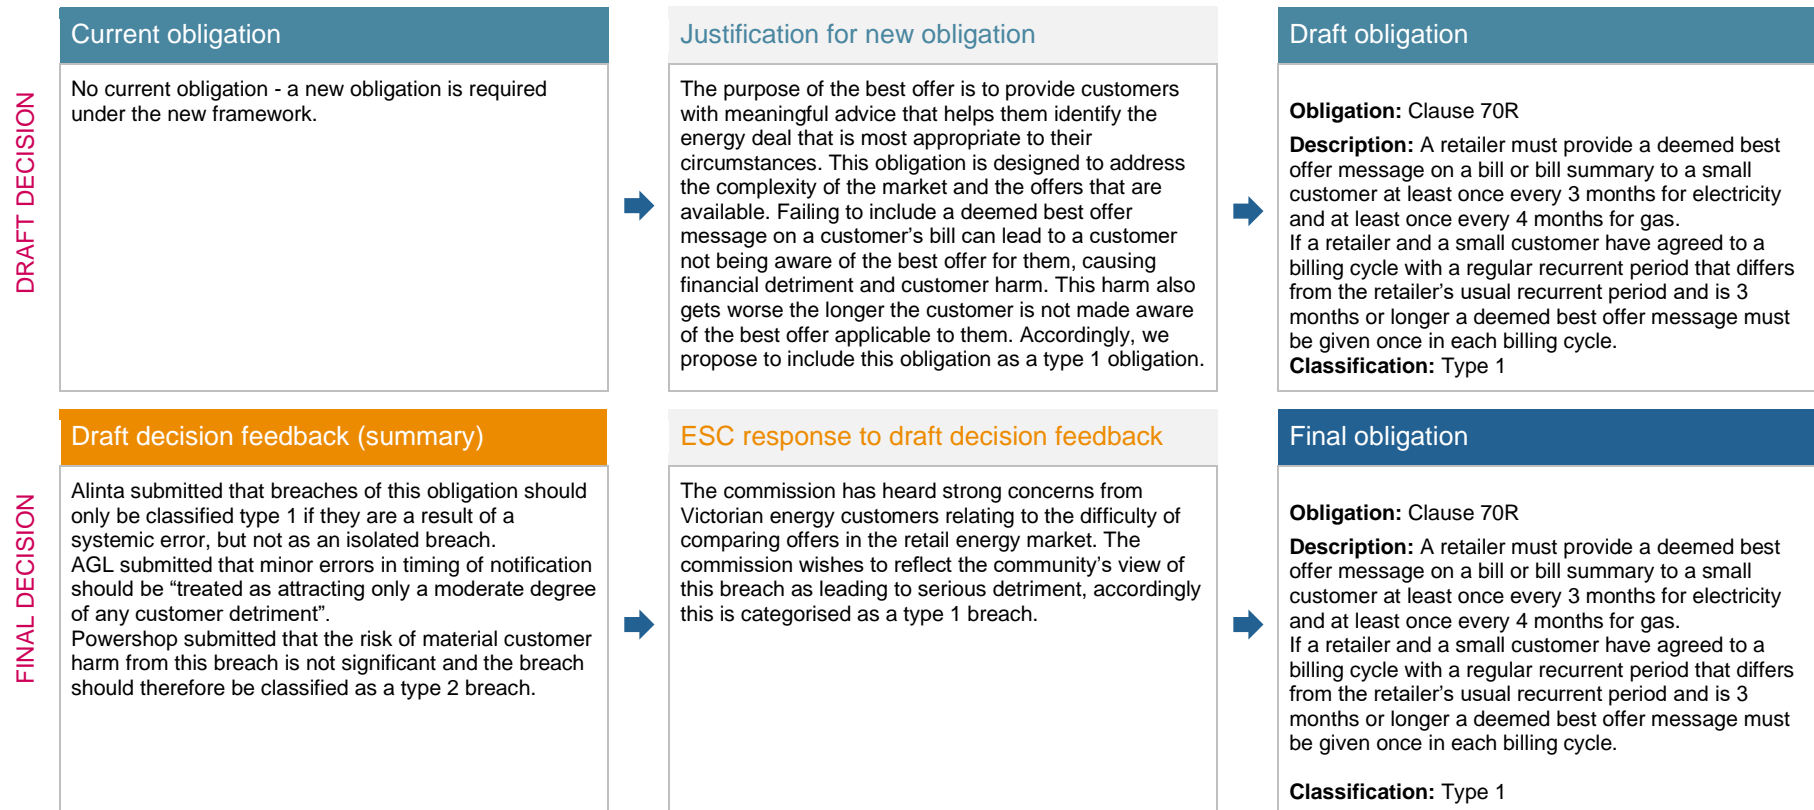 DRAFT DECISION
Current obligation
No current obligation - a new obligation is required
under the new framework.
Justification for new obligation
The purpose of the best offer is to provide customers
with meaningful advice that helps them identify the
energy deal that is most appropriate to their
circumstances. This obligation is designed to address
the complexity of the market and the offers that are
available. Failing to include a deemed best offer
message on a customer’s bill can lead to a customer
not being aware of the best offer for them, causing
financial detriment and customer harm. This harm also
gets worse the longer the customer is not made aware
of the best offer applicable to them. Accordingly, we
propose to include this obligation as a type 1 obligation.
Draft obligation
Obligation: Clause 70R
Description: A retailer must provide a deemed best
offer message on a bill or bill summary to a small
customer at least once every 3 months for electricity
and at least once every 4 months for gas.
If a retailer and a small customer have agreed to a
billing cycle with a regular recurrent period that differs
from the retailer’s usual recurrent period and is 3
months or longer a deemed best offer message must
be given once in each billing cycle.
Classification: Type 1
FINAL DECISION
Draft decision feedback (summary)
Alinta submitted that breaches of this obligation should
only be classified type 1 if they are a result of a
systemic error, but not as an isolated breach.
AGL submitted that minor errors in timing of notification
should be “treated as attracting only a moderate degree
of any customer detriment”.
Powershop submitted that the risk of material customer
harm from this breach is not significant and the breach
should therefore be classified as a type 2 breach.
ESC response to draft decision feedback
The commission has heard strong concerns from
Victorian energy customers relating to the difficulty of
comparing offers in the retail energy market. The
commission wishes to reflect the community’s view of
this breach as leading to serious detriment, accordingly
this is categorised as a type 1 breach.
Final obligation
Obligation: Clause 70R
Description: A retailer must provide a deemed best
offer message on a bill or bill summary to a small
customer at least once every 3 months for electricity
and at least once every 4 months for gas.
If a retailer and a small customer have agreed to a
billing cycle with a regular recurrent period that differs
from the retailer’s usual recurrent period and is 3
months or longer a deemed best offer message must
be given once in each billing cycle.
Classification: Type 1